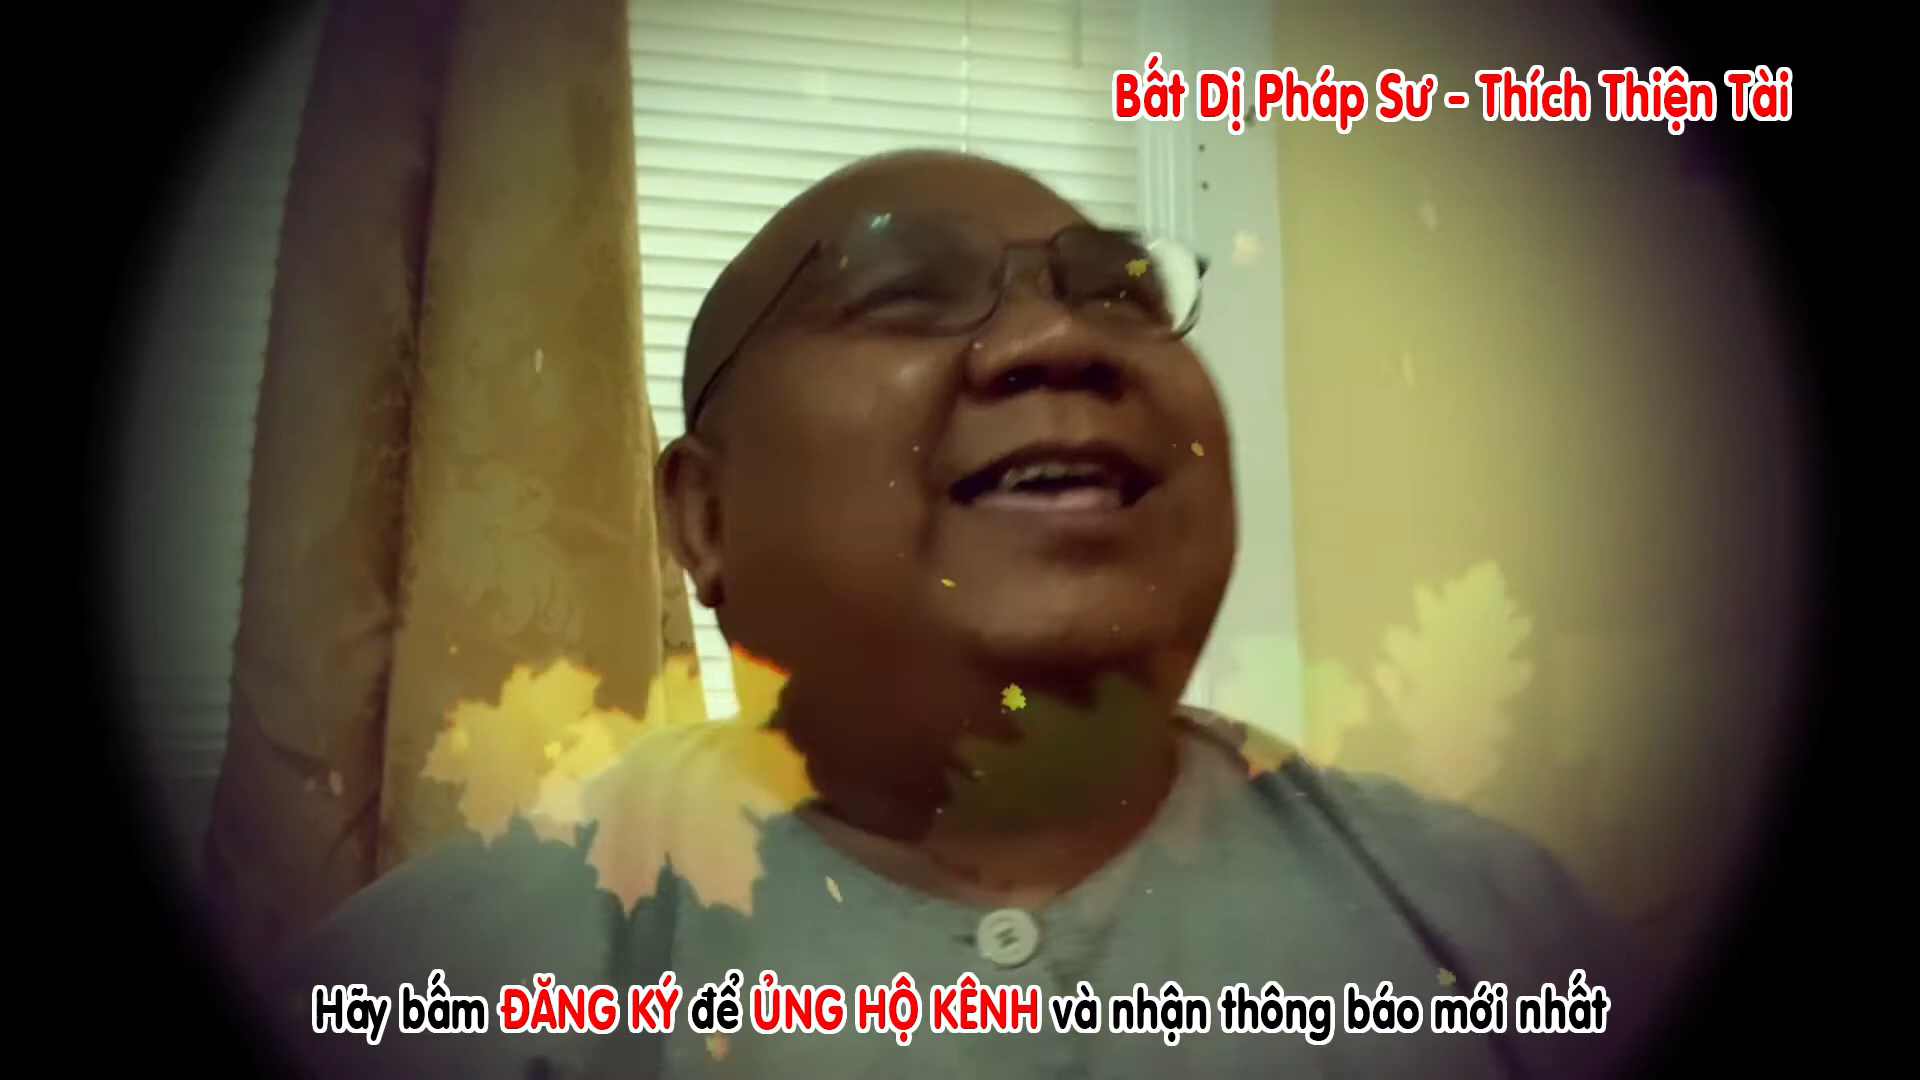 Bất Dị Pháp Sư - Thích Thiện Tài
Hãy bấm ĐĂNG KÝ để ỦNG HỘ KÊNH và nhận thông báo mới nhất